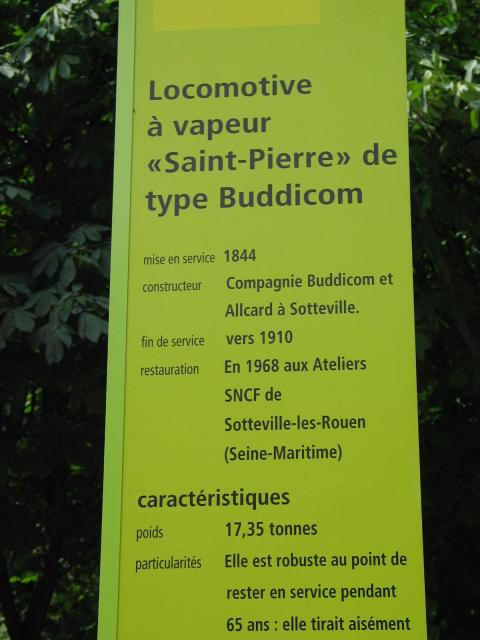 Locomotive
à vapeur
«Saint-Pierre» de
type Buddicom
mise en service 1844
constructeur Compagnie Buddicom et
Allcard à Sotteville.
fin de service vers 1910
restauration En 1968 aux Ateliers
SNCF de
Sotteville-les-Rouen
(Seine-Maritime)
caractéristiques
poids 17,35 tonnes
particularités Elle est robuste au point de
rester en service pendant
65 ans : elle tirait aisément